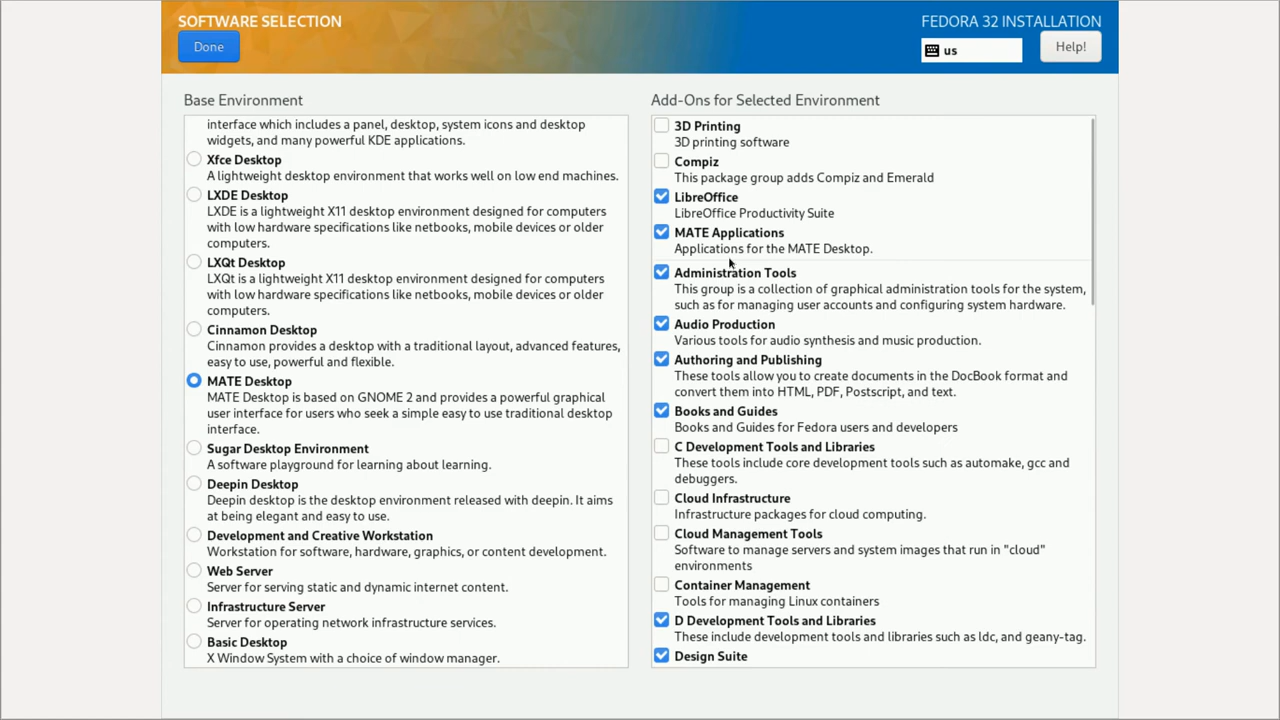 SOFTWARE SELECTION
Done
FEDORA 32 INSTALLATION
us
Help!
Base Environment
interface which includes a panel, desktop, system icons and desktop
widgets, and many powerful KDE applications.
Xfce Desktop
A lightweight desktop environment that works well on low end machines.
LXDE Desktop
LXDE is a lightweight X11 desktop environment designed for computers
with low hardware specifications like netbooks, mobile devices or older
computers.
LXQt Desktop
LXQt is a lightweight X11 desktop environment designed for computers
with low hardware specifications like netbooks, mobile devices or older
computers.
Cinnamon Desktop
Cinnamon provides a desktop with a traditional layout, advanced features,
easy to use, powerful and flexible.
MATE Desktop
MATE Desktop is based on GNOME 2 and provides a powerful graphical
user interface for users who seek a simple easy to use traditional desktop
interface.
Sugar Desktop Environment
A software playground for learning about learning.
Deepin Desktop
Deepin desktop is the desktop environment released with deepin. It aims
at being elegant and easy to use.
Development and Creative Workstation
Workstation for software, hardware, graphics, or content development.
Web Server
Server for serving static and dynamic internet content.
Infrastructure Server
Server for operating network infrastructure services.
Basic Desktop
X Window System with a choice of window manager.
Add-Ons for Selected Environment
3D Printing
3D printing software
Compiz
This package group adds Compiz and Emerald
LibreOffice
LibreOffice Productivity Suite
MATE Applications
Applications for the MATE Desktop.
Administration Tools
This group is a collection of graphical administration tools for the system,
such as for managing user accounts and configuring system hardware.
Audio Production
Various tools for audio synthesis and music production.
Authoring and Publishing
These tools allow you to create documents in the DocBook format and
convert them into HTML, PDF, Postscript, and text.
Books and Guides
Books and Guides for Fedora users and developers
C Development Tools and Libraries
These tools include core development tools such as automake, gcc and
debuggers.
Cloud Infrastructure
Infrastructure packages for cloud computing.
Cloud Management Tools
Software to manage servers and system images that run in "cloud"
environments
Container Management
Tools for managing Linux containers
D Development Tools and Libraries
These include development tools and libraries such as ldc, and geany-tag.
Design Suite